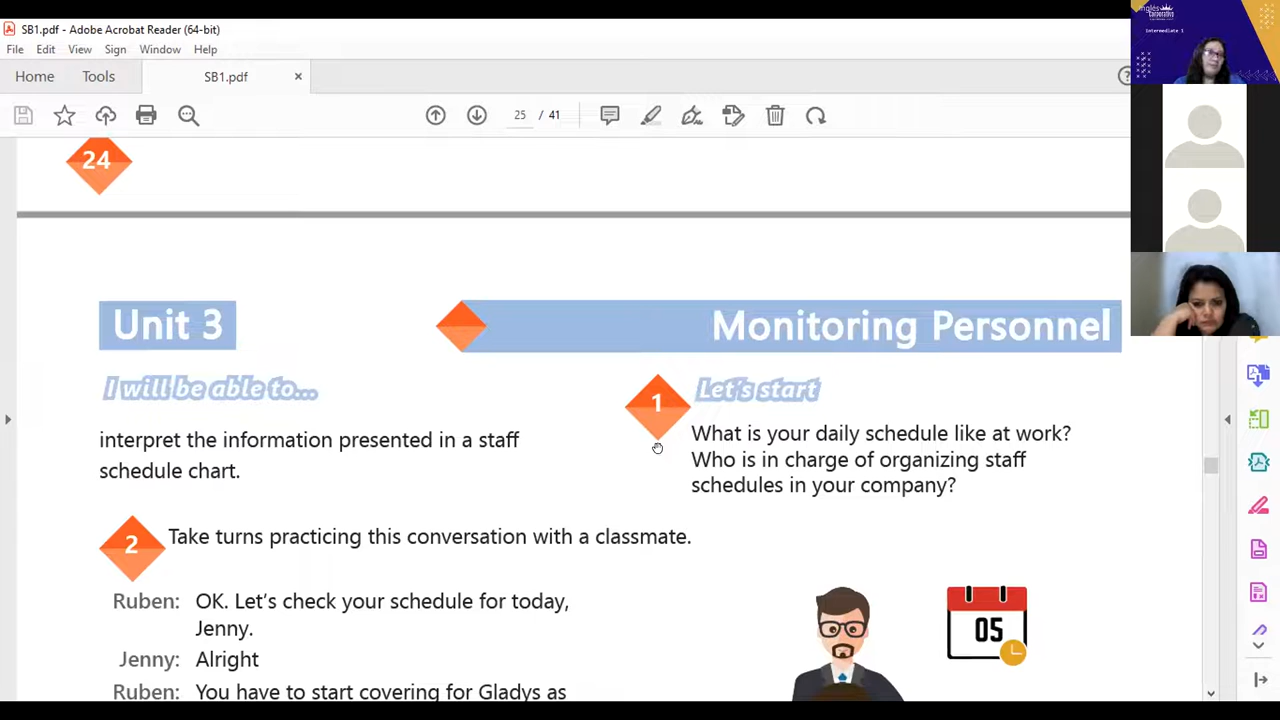 SB1.pdf - Adobe Acrobat Reader (64-bit)
File Edit View Sign Window Help
Home Tools SB1.pdf ×
25 / 41
24
Unit 3
Monitoring Personnel
I will be able to...
interpret the information presented in a staff
schedule chart.
1
Let's start
What is your daily schedule like at work?
Who is in charge of organizing staff
schedules in your company?
2
Take turns practicing this conversation with a classmate.
Ruben: OK. Let's check your schedule for today,
Jenny.
Jenny: Alright
Ruben: You have to start covering for Gladys as
05
Inglés
Corporativo
Intermediate 1